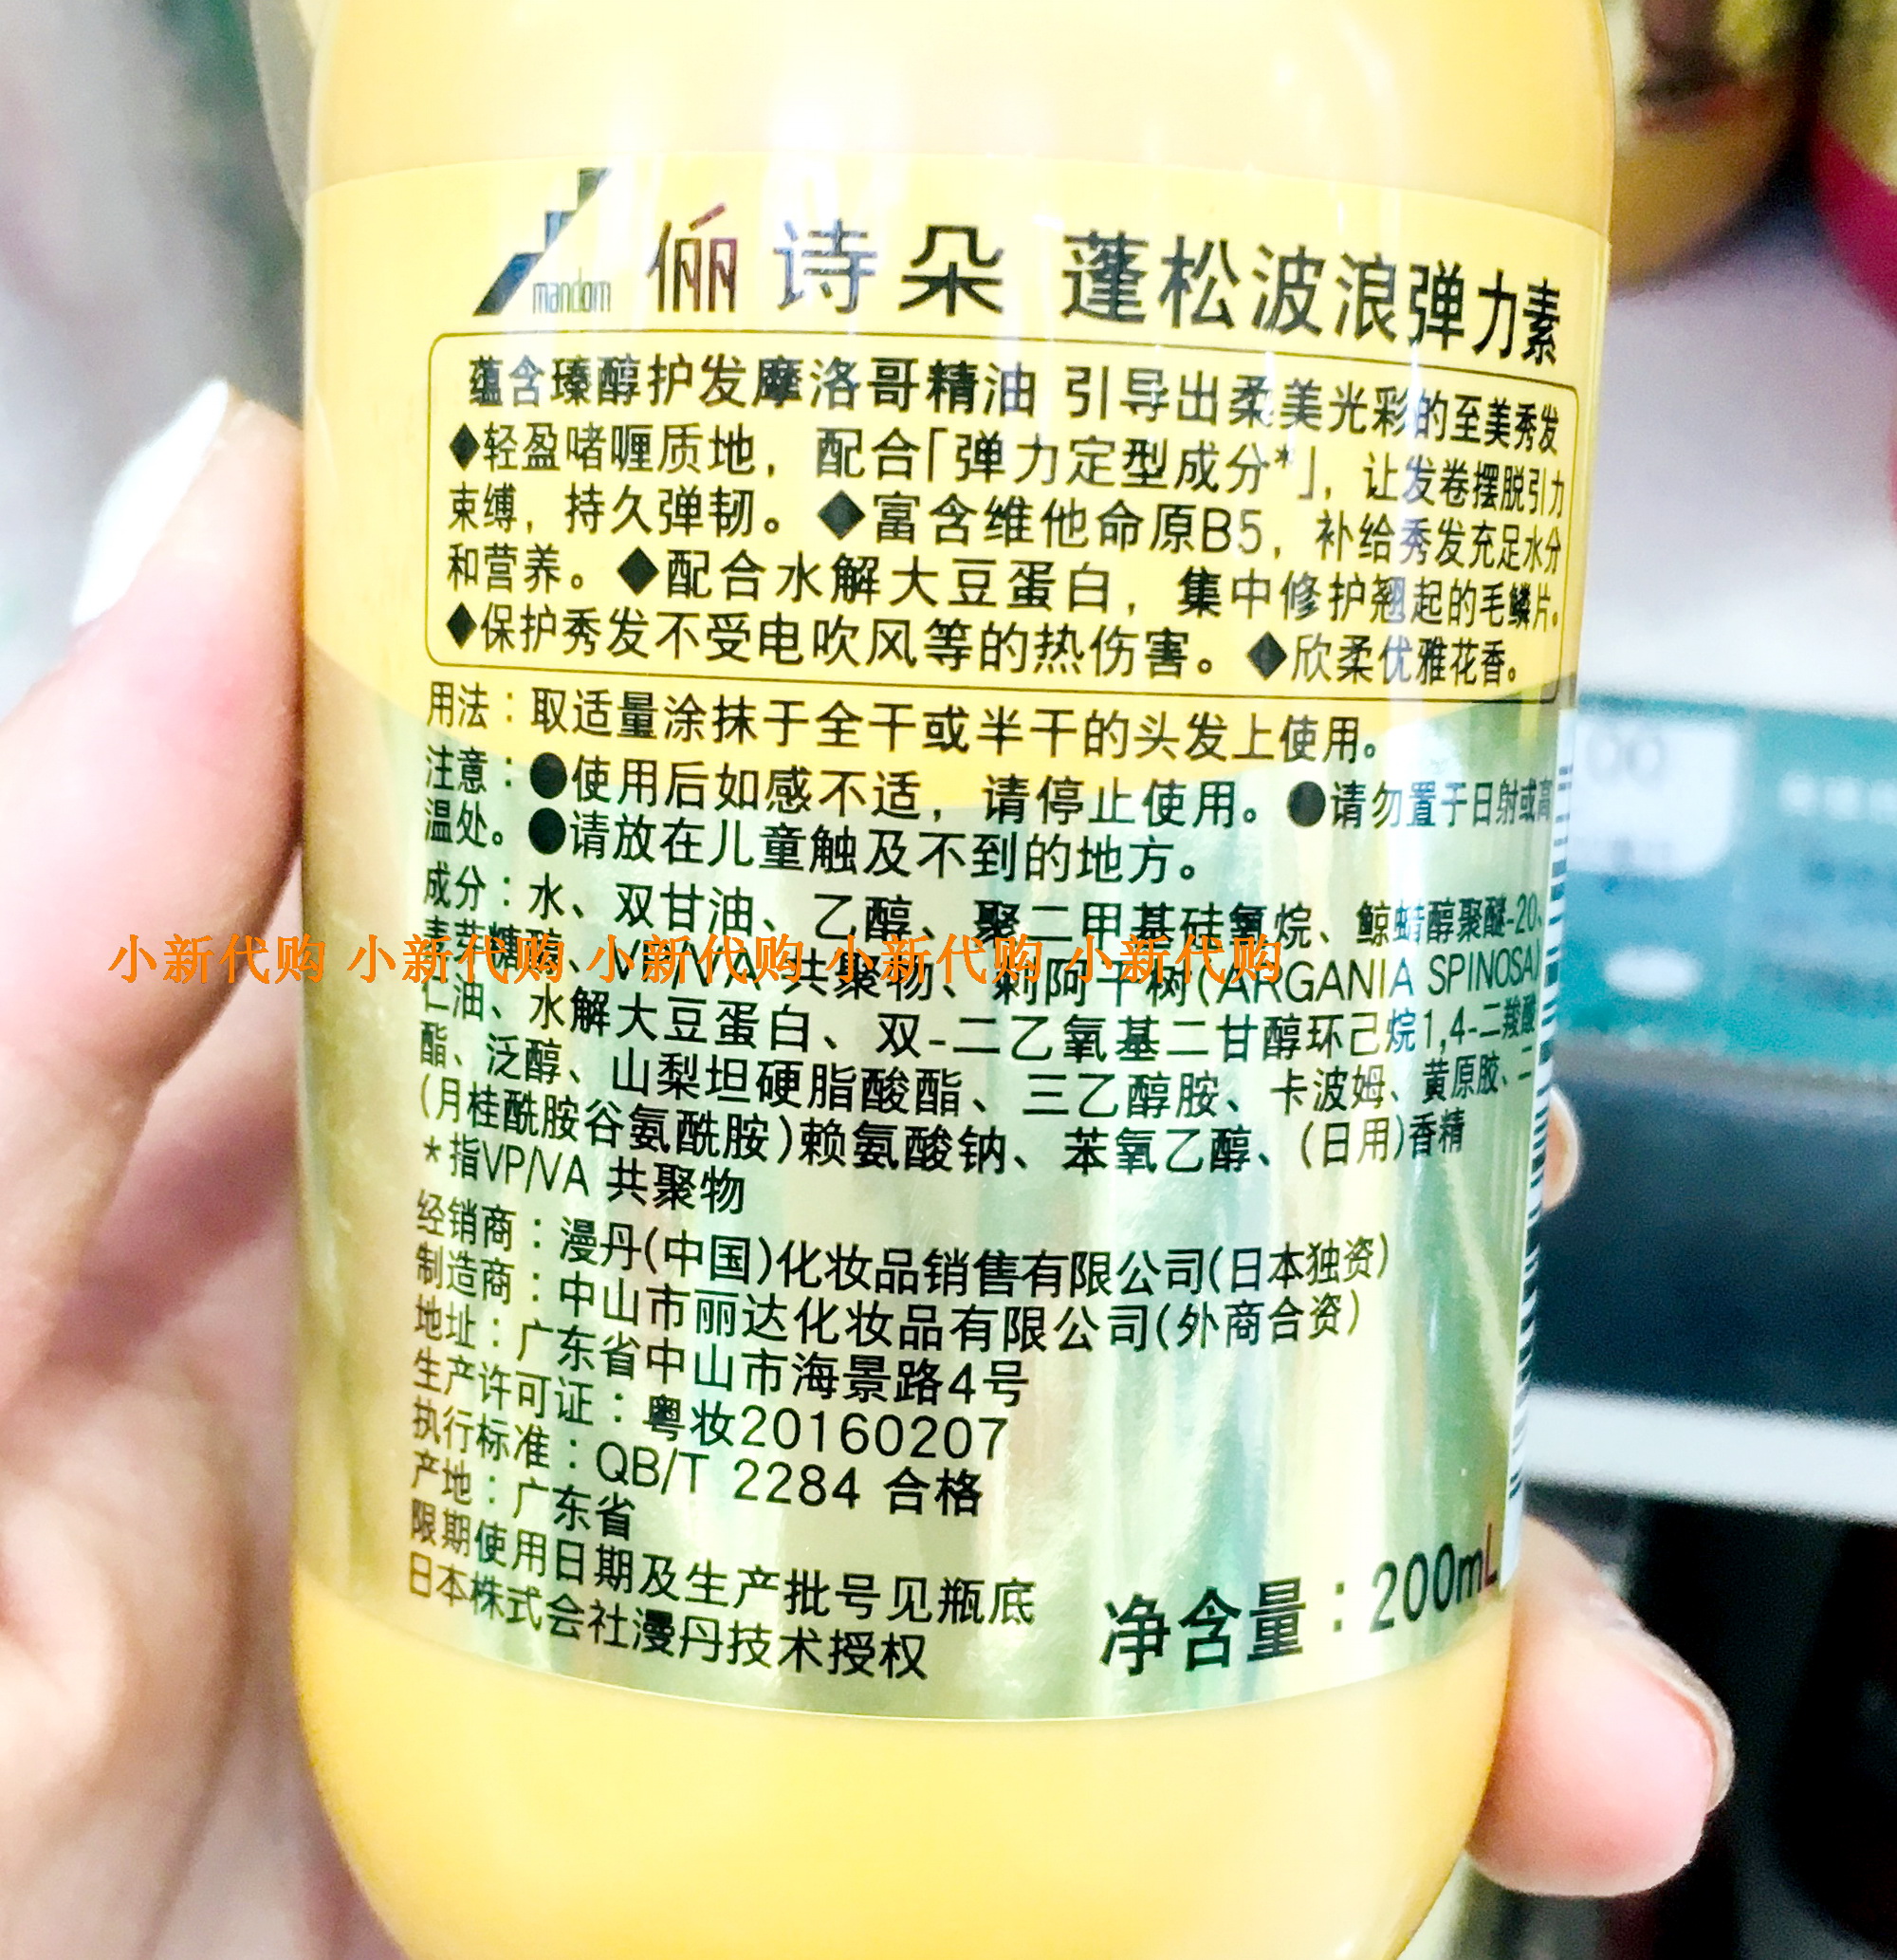 mandom 俪诗朵 蓬松波浪弹力素
蕴含臻醇护发摩洛哥精油 引导出柔美光彩的至美秀发
◆轻盈啫喱质地，配合「弹力定型成分*」，让发卷摆脱引力
束缚，持久弹韧。◆富含维他命原B5，补给秀发充足水分
和营养。◆配合水解大豆蛋白，集中修护翘起的毛鳞片。
◆保护秀发不受电吹风等的热伤害。◆欣柔优雅花香。
用法：取适量涂抹于全干或半干的头发上使用。
注意：●使用后如感不适，请停止使用。●请勿置于日射或高
温处。●请放在儿童触及不到的地方。
成分：水、双甘油、乙醇、聚二甲基硅氧烷、鲸蜡醇聚醚-20、
麦芽糖醇、VP/VA 共聚物、刺阿干树(ARGANIA SPINOSA)
小新代购 小新代购 小新代购 小新代购 小新代购
仁油、水解大豆蛋白、双-二乙氧基二甘醇环己烷1,4-二羧酸
酯、泛醇、山梨坦硬脂酸酯、三乙醇胺、卡波姆、黄原胶、二
(月桂酰胺谷氨酰胺)赖氨酸钠、苯氧乙醇、(日用)香精
*指VP/VA 共聚物
经销商：漫丹(中国)化妆品销售有限公司(日本独资)
制造商：中山市丽达化妆品有限公司(外商合资)
地址：广东省中山市海景路4号
生产许可证：粤妆20160207
执行标准：QB/T 2284 合格
产地：广东省
限期使用日期及生产批号见瓶底
日本株式会社漫丹技术授权
净含量：200mL